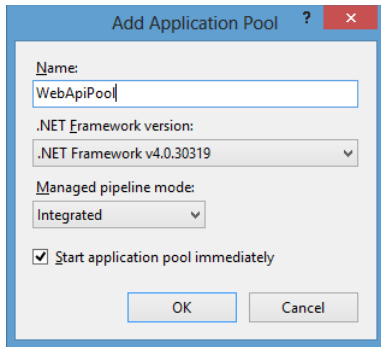 Add Application Pool ? ×
Name:
WebApiPool
.NET Framework version:
.NET Framework v4.0.30319
Managed pipeline mode:
Integrated
Start application pool immediately
OK Cancel